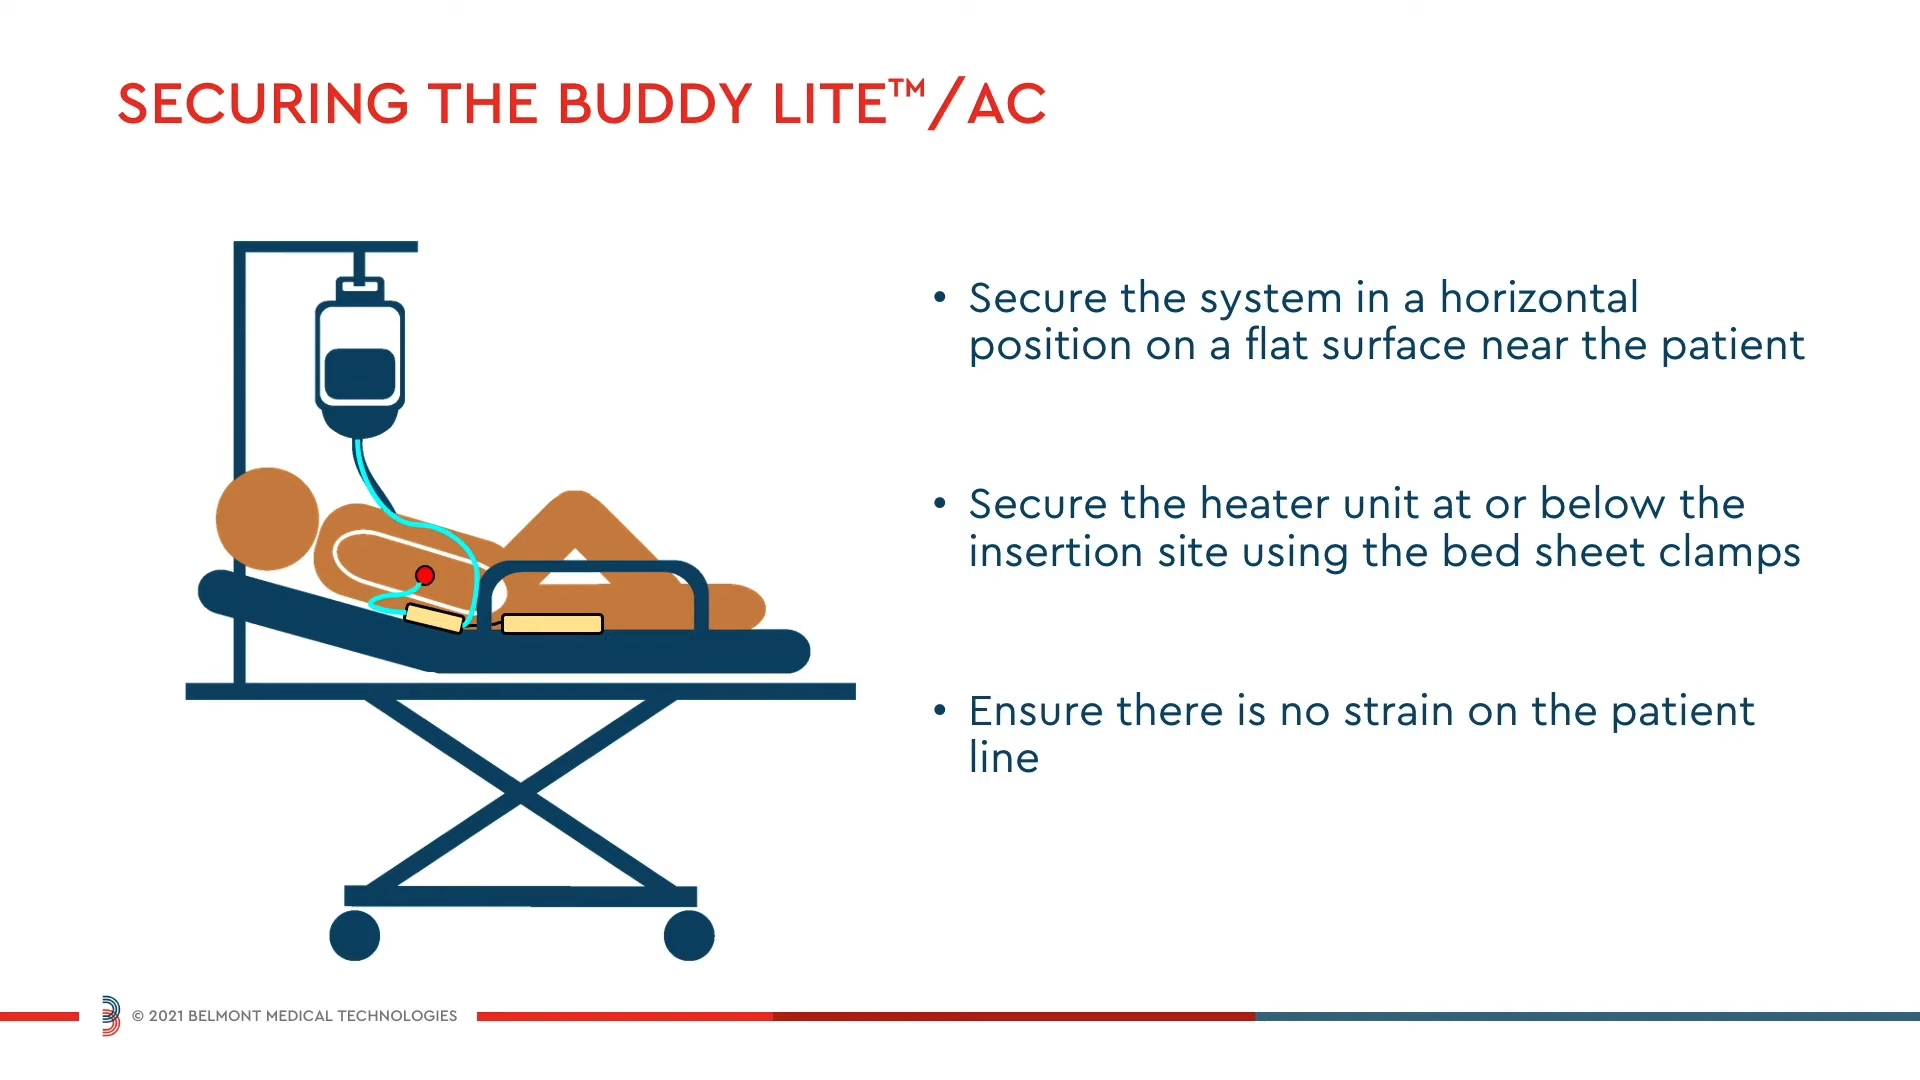 SECURING THE BUDDY LITE™/AC
• Secure the system in a horizontal
position on a flat surface near the patient
• Secure the heater unit at or below the
insertion site using the bed sheet clamps
• Ensure there is no strain on the patient
line
© 2021 BELMONT MEDICAL TECHNOLOGIES